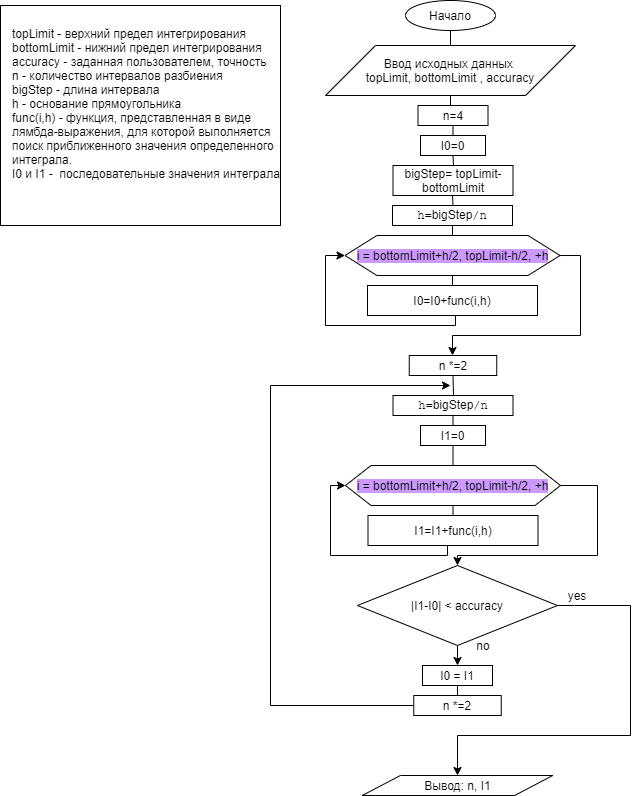 topLimit - верхний предел интегрирования
bottomLimit - нижний предел интегрирования
accuracy - заданная пользователем, точность
n - количество интервалов разбиения
bigStep - длина интервала
h - основание прямоугольника
func(i,h) - функция, представленная в виде
лямбда-выражения, для которой выполняется
поиск приближенного значения определенного
интеграла.
I0 и I1 - последовательные значения интеграла
Начало
Ввод исходных данных
topLimit, bottomLimit , accuracy
n=4
I0=0
bigStep= topLimit-
bottomLimit
h=bigStep/n
i = bottomLimit+h/2, topLimit-h/2, +h
I0=I0+func(i,h)
n *=2
h=bigStep/n
I1=0
i = bottomLimit+h/2, topLimit-h/2, +h
I1=I1+func(i,h)
|I1-I0| < accuracy
yes
no
I0 = I1
n *=2
Вывод: n, I1